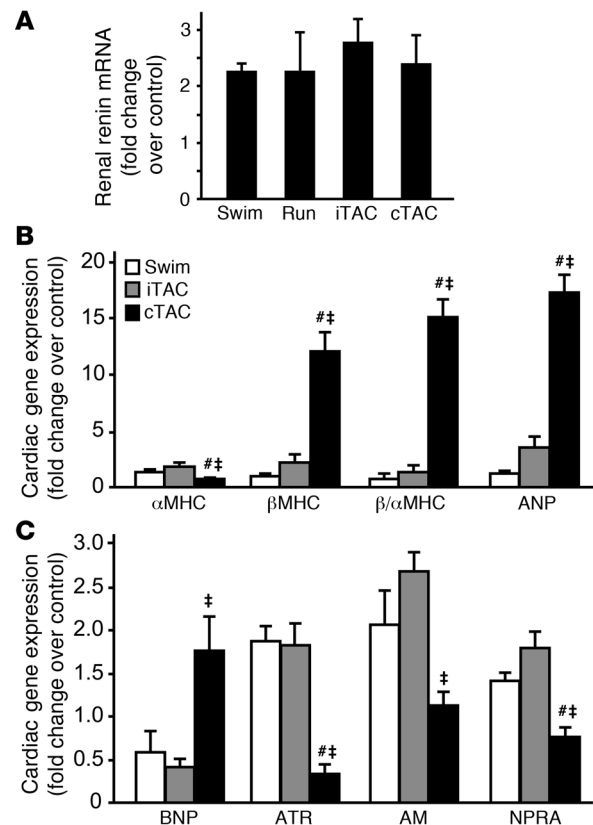 A
Renal renin mRNA
(fold change
over control)
3
2
1
0
Swim Run iTAC cTAC
B
Cardiac gene expression
(fold change over control)
20
15
10
5
0
Swim
iTAC
cTAC
#‡
#‡
#‡
#‡
αMHC βMHC β/αMHC ANP
C
Cardiac gene expression
(fold change over control)
3.0
2.5
2.0
1.5
1.0
0.5
0
‡
#‡
‡
#‡
BNP ATR AM NPRA